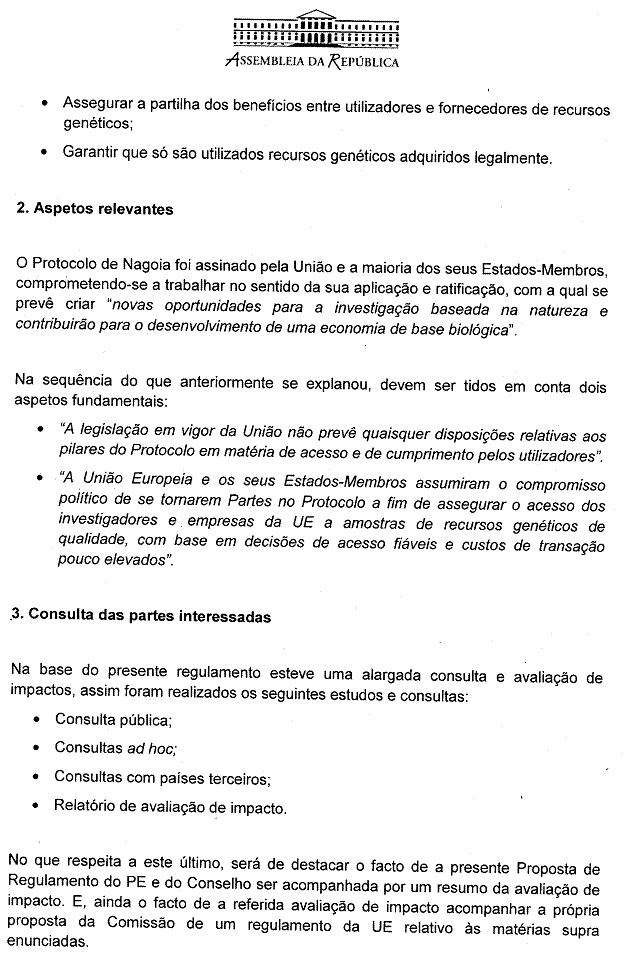 ASSEMBLEIA DA REPÚBLICA
• Assegurar a partilha dos benefícios entre utilizadores e fornecedores de recursos
genéticos;
• Garantir que só são utilizados recursos genéticos adquiridos legalmente.
2. Aspetos relevantes
O Protocolo de Nagoia foi assinado pela União e a maioria dos seus Estados-Membros,
comprometendo-se a trabalhar no sentido da sua aplicação e ratificação, com a qual se
prevê criar “novas oportunidades para a investigação baseada na natureza e
contribuirão para o desenvolvimento de uma economia de base biológica”.
Na sequência do que anteriormente se explanou, devem ser tidos em conta dois
aspetos fundamentais:
• “A legislação em vigor da União não prevê quaisquer disposições relativas aos
pilares do Protocolo em matéria de acesso e de cumprimento pelos utilizadores”.
• “A União Europeia e os seus Estados-Membros assumiram o compromisso
político de se tornarem Partes no Protocolo a fim de assegurar o acesso dos
investigadores e empresas da UE a amostras de recursos genéticos de
qualidade, com base em decisões de acesso fiáveis e custos de transação
pouco elevados”.
3. Consulta das partes interessadas
Na base do presente regulamento esteve uma alargada consulta e avaliação de
impactos, assim foram realizados os seguintes estudos e consultas:
• Consulta pública;
• Consultas ad hoc;
• Consultas com países terceiros;
• Relatório de avaliação de impacto.
No que respeita a este último, será de destacar o facto de a presente Proposta de
Regulamento do PE e do Conselho ser acompanhada por um resumo da avaliação de
impacto. E, ainda o facto de a referida avaliação de impacto acompanhar a própria
proposta da Comissão de um regulamento da UE relativo às matérias supra
enunciadas.